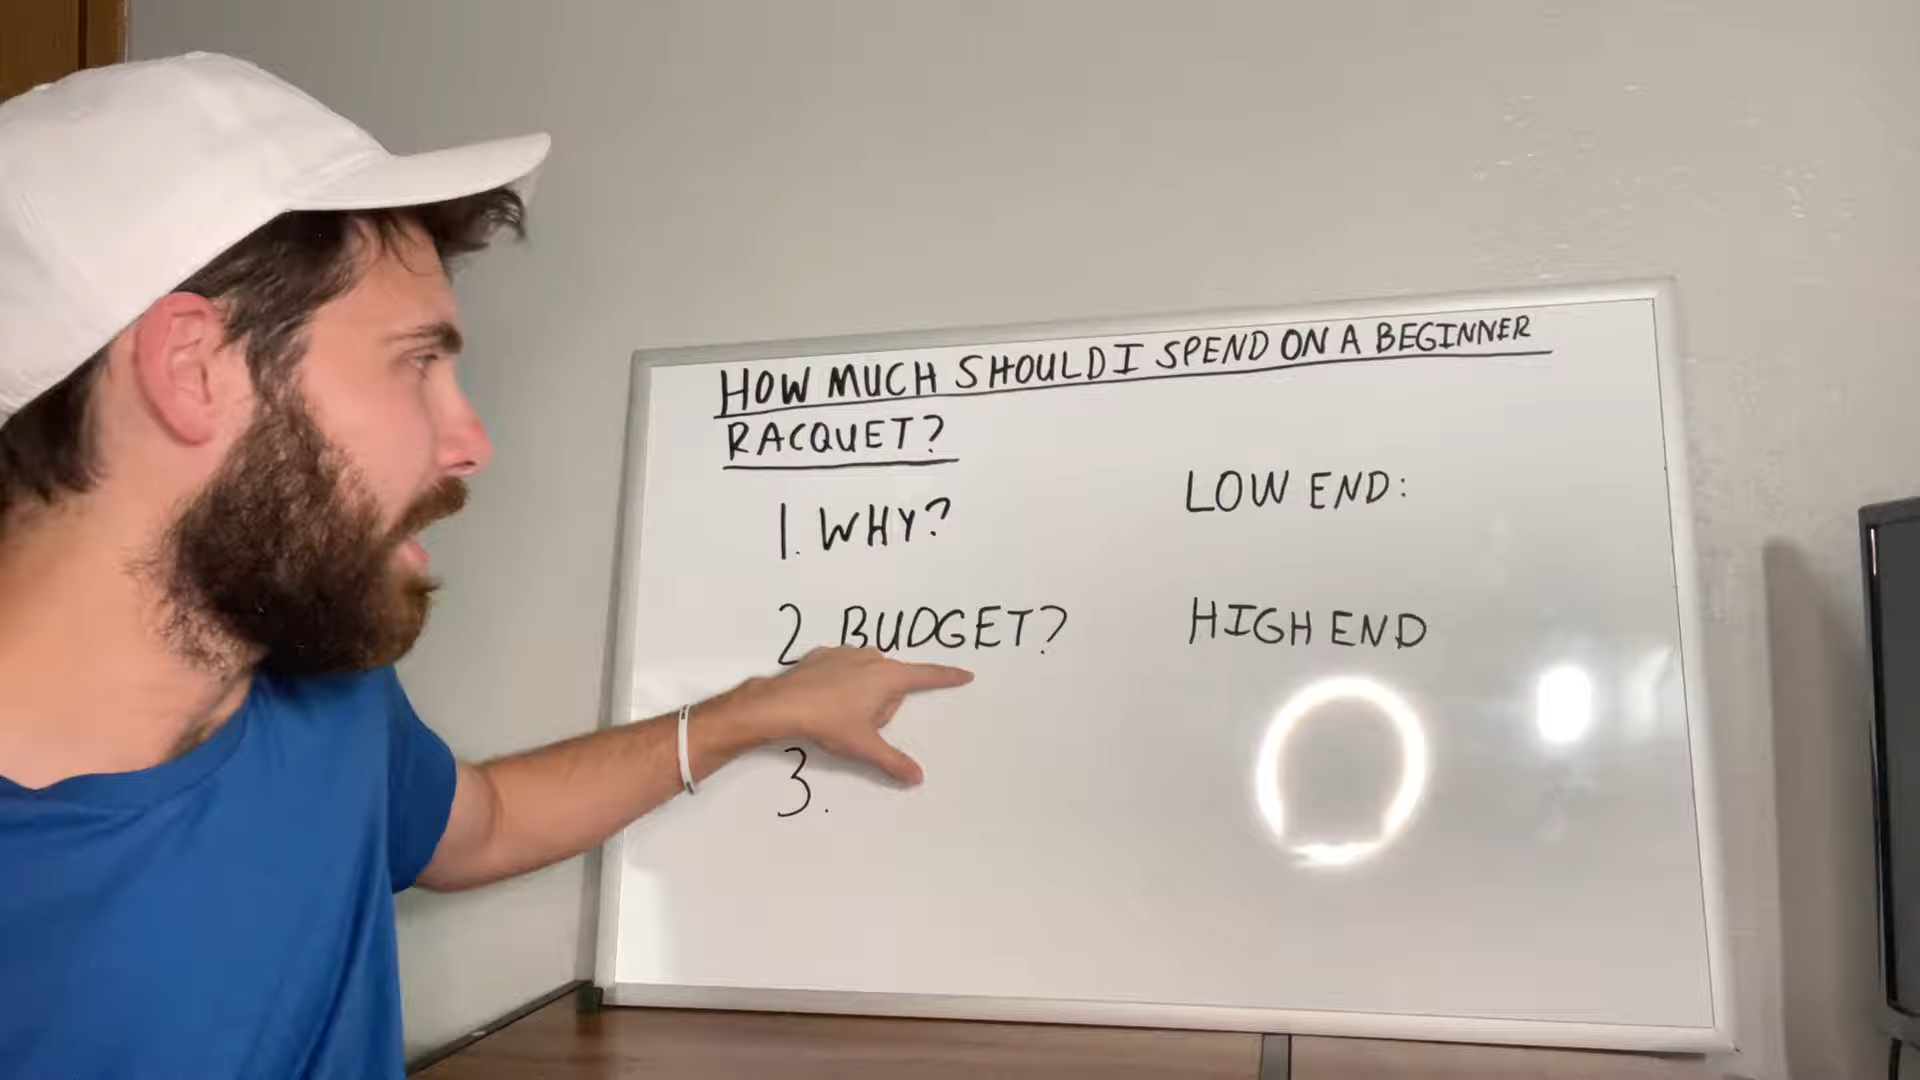 HOW MUCH SHOULD I SPEND ON A BEGINNER
RACQUET?
1. WHY?
2 BUDGET?
3.
LOW END:
HIGH END